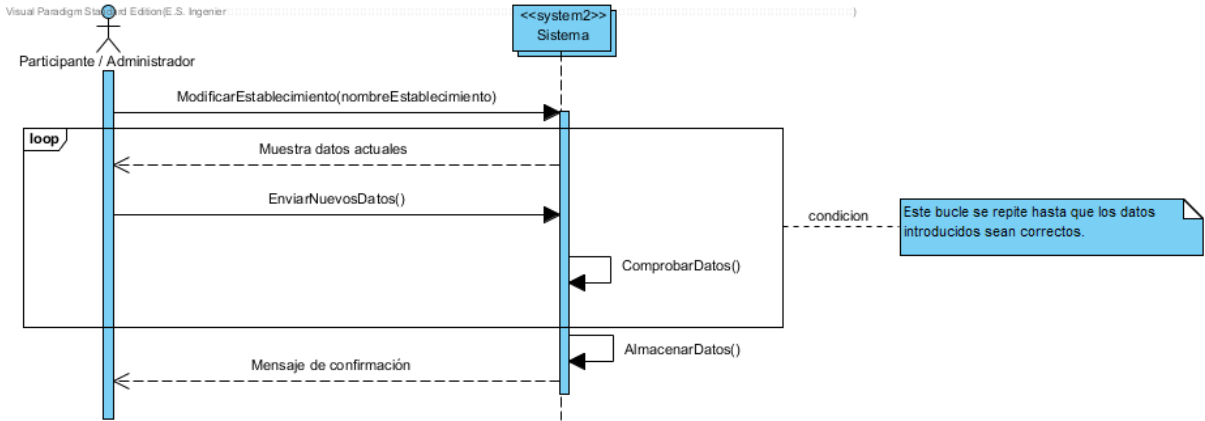 Visual Paradigm Standard Edition(E.S. Ingenier
<<system2>>
Sistema
Participante / Administrador
ModificarEstablecimiento(nombreEstablecimiento)
loop
Muestra datos actuales
EnviarNuevosDatos()
condicion
Este bucle se repite hasta que los datos
introducidos sean correctos.
ComprobarDatos()
AlmacenarDatos()
Mensaje de confirmación